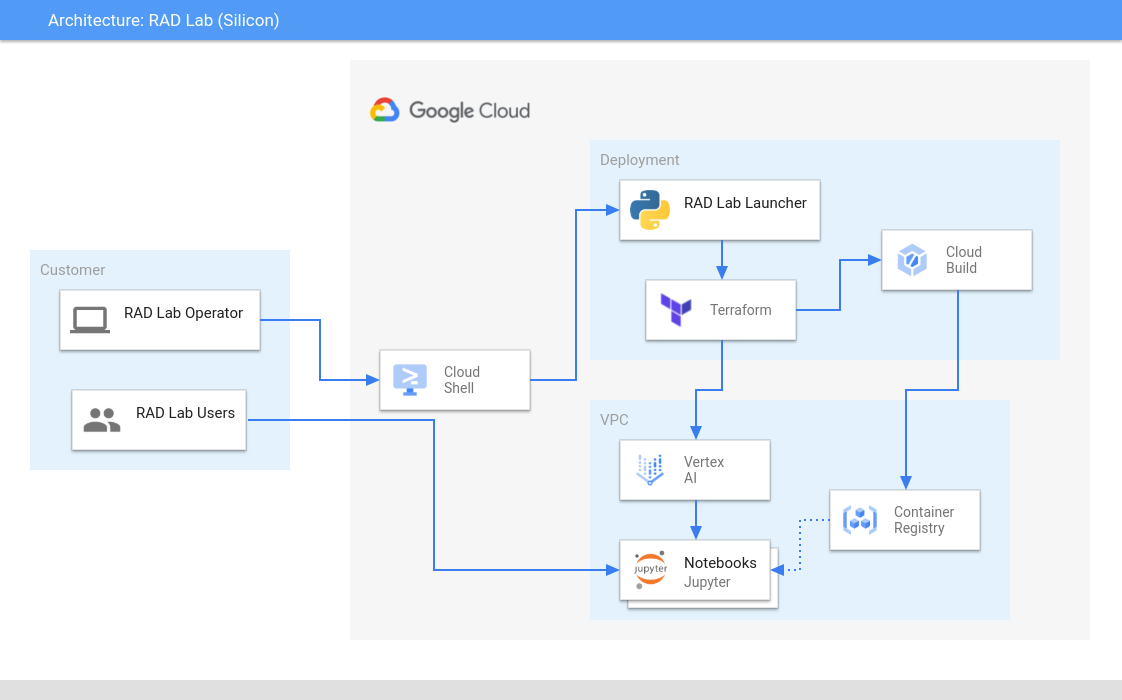 Architecture: RAD Lab (Silicon)
Google Cloud
Deployment
RAD Lab Launcher
Cloud
Build
Terraform
Customer
RAD Lab Operator
Cloud
Shell
RAD Lab Users
VPC
Vertex
AI
Container
Registry
jupyter
Notebooks
Jupyter